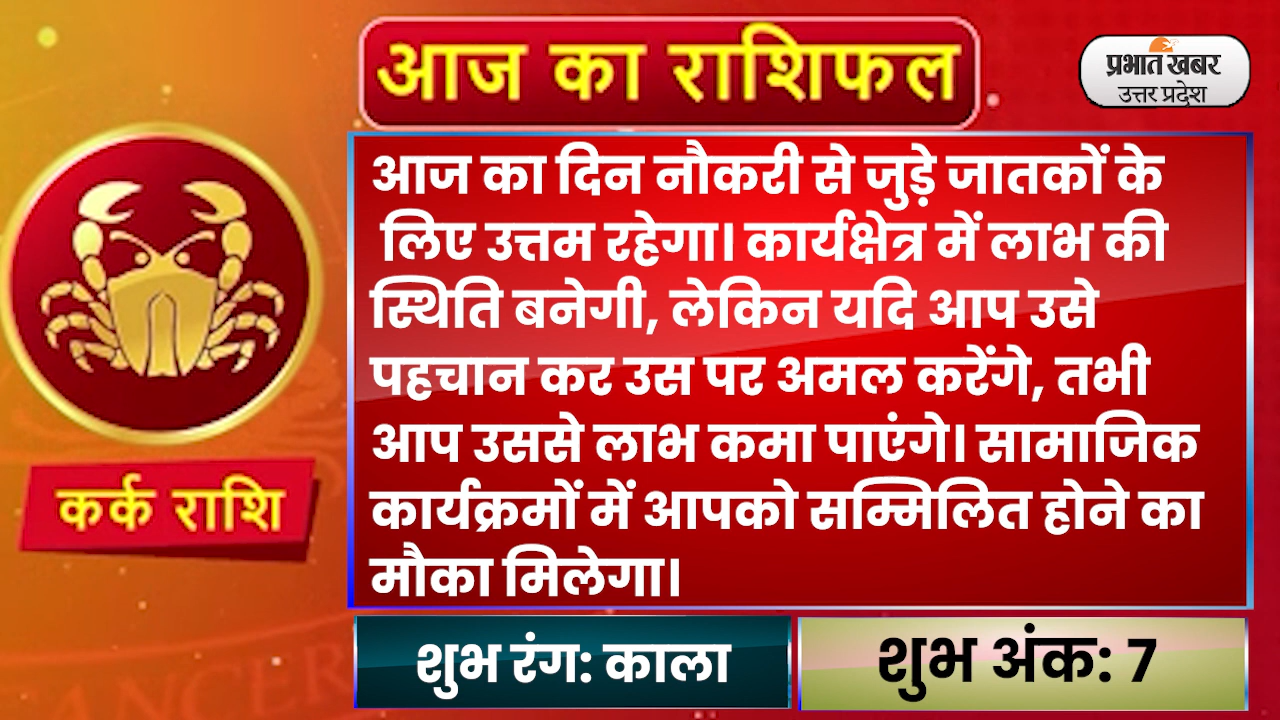 आज का राशिफल
प्रभात खबर
उत्तर प्रदेश
आज का दिन नौकरी से जुड़े जातकों के
लिए उत्तम रहेगा। कार्यक्षेत्र में लाभ की
स्थिति बनेगी, लेकिन यदि आप उसे
पहचान कर उस पर अमल करेंगे, तभी
आप उससे लाभ कमा पाएंगे। सामाजिक
कार्यक्रमों में आपको सम्मिलित होने का
मौका मिलेगा।
कर्क राशि
शुभ रंग: काला
शुभ अंक: 7
CANCER